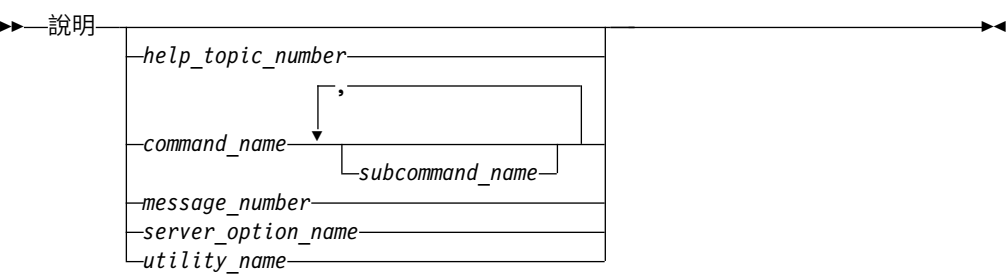 說明
help_topic_number
,
command_name
subcommand_name
message_number
server_option_name
utility_name